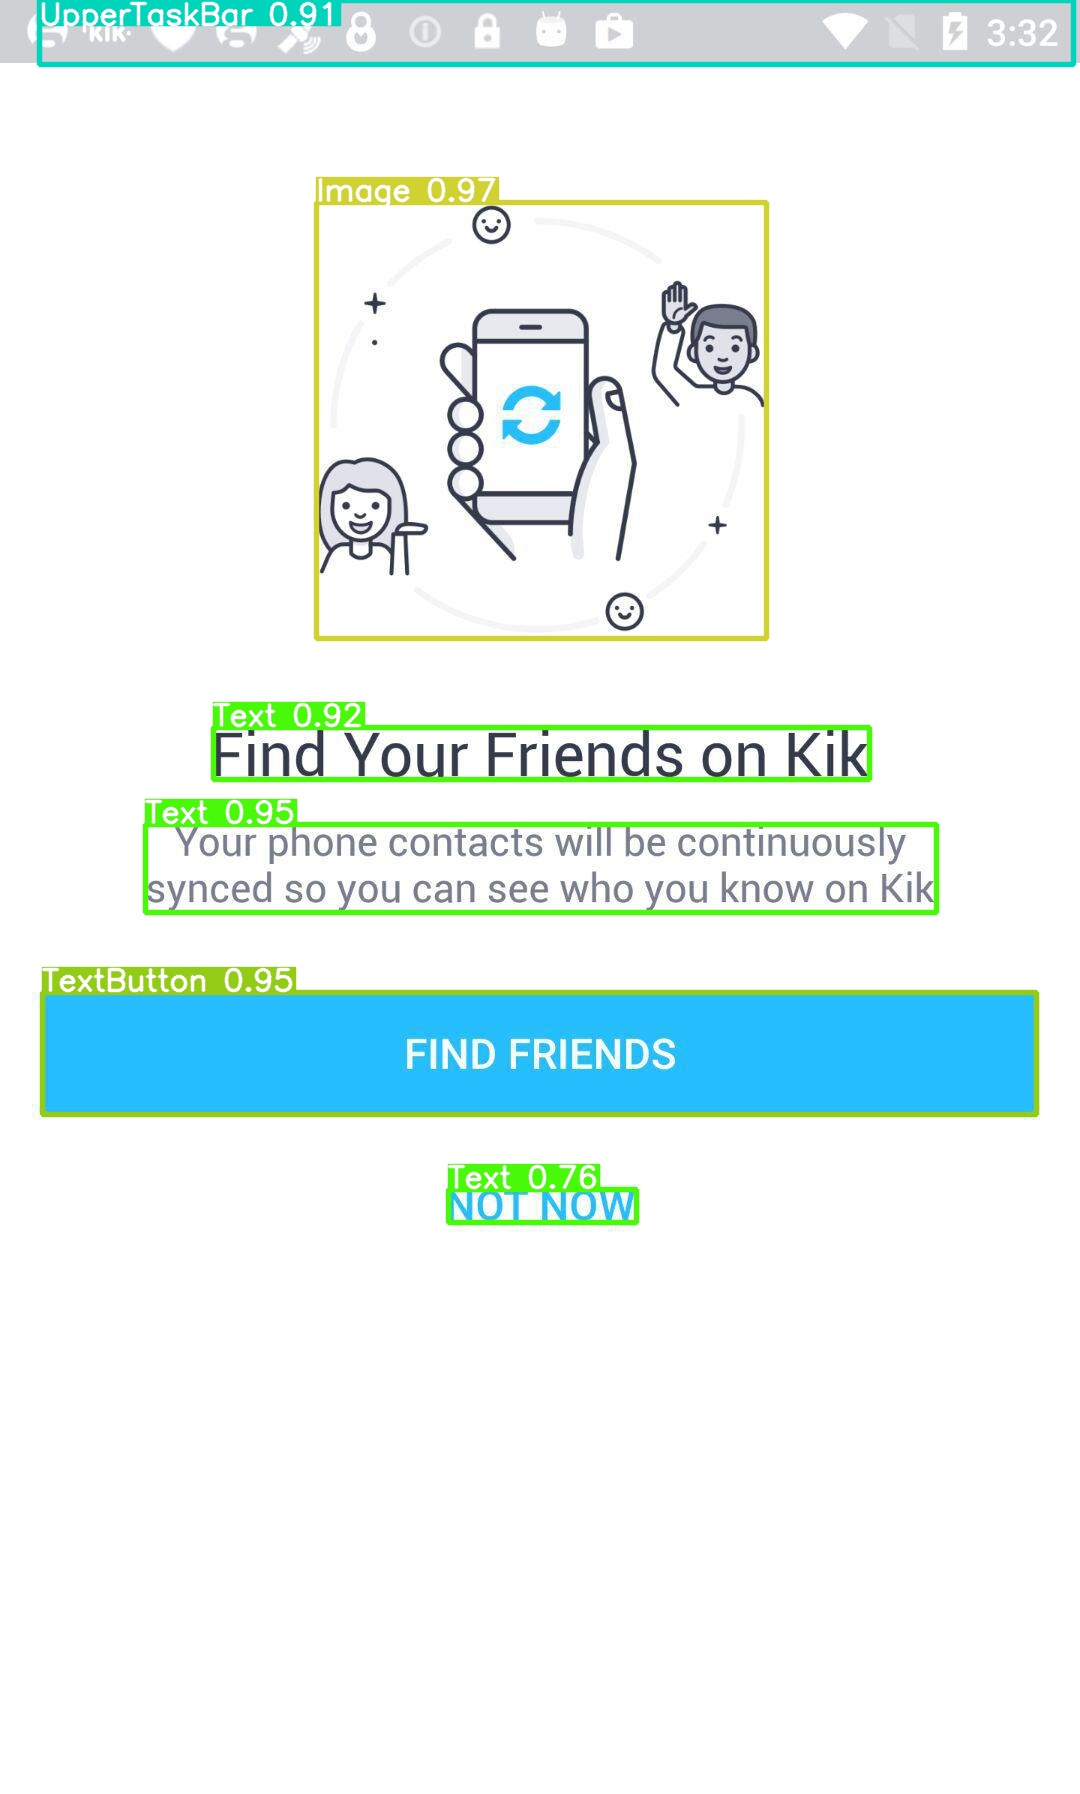 UpperTaskBar 0.91
kik.
3:32
Image 0.97
Text 0.92
Find Your Friends on Kik
Text 0.95
Your phone contacts will be continuously
synced so you can see who you know on Kik
TextButton 0.95
FIND FRIENDS
Text 0.76
NOT NOW